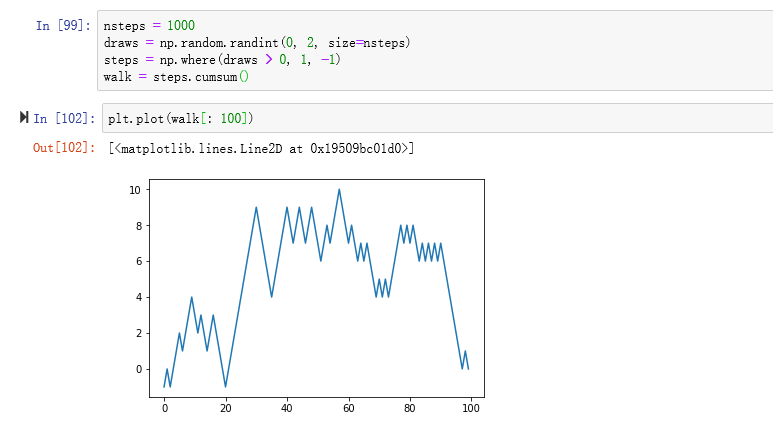 In [99]:
nsteps = 1000
draws = np.random.randint(0, 2, size=nsteps)
steps = np.where(draws > 0, 1, -1)
walk = steps.cumsum()
In [102]:
plt.plot(walk[: 100])
Out[102]:
[<matplotlib.lines.Line2D at 0x19509bc01d0>]
10
8
6
4
2
0
0 20 40 60 80 100